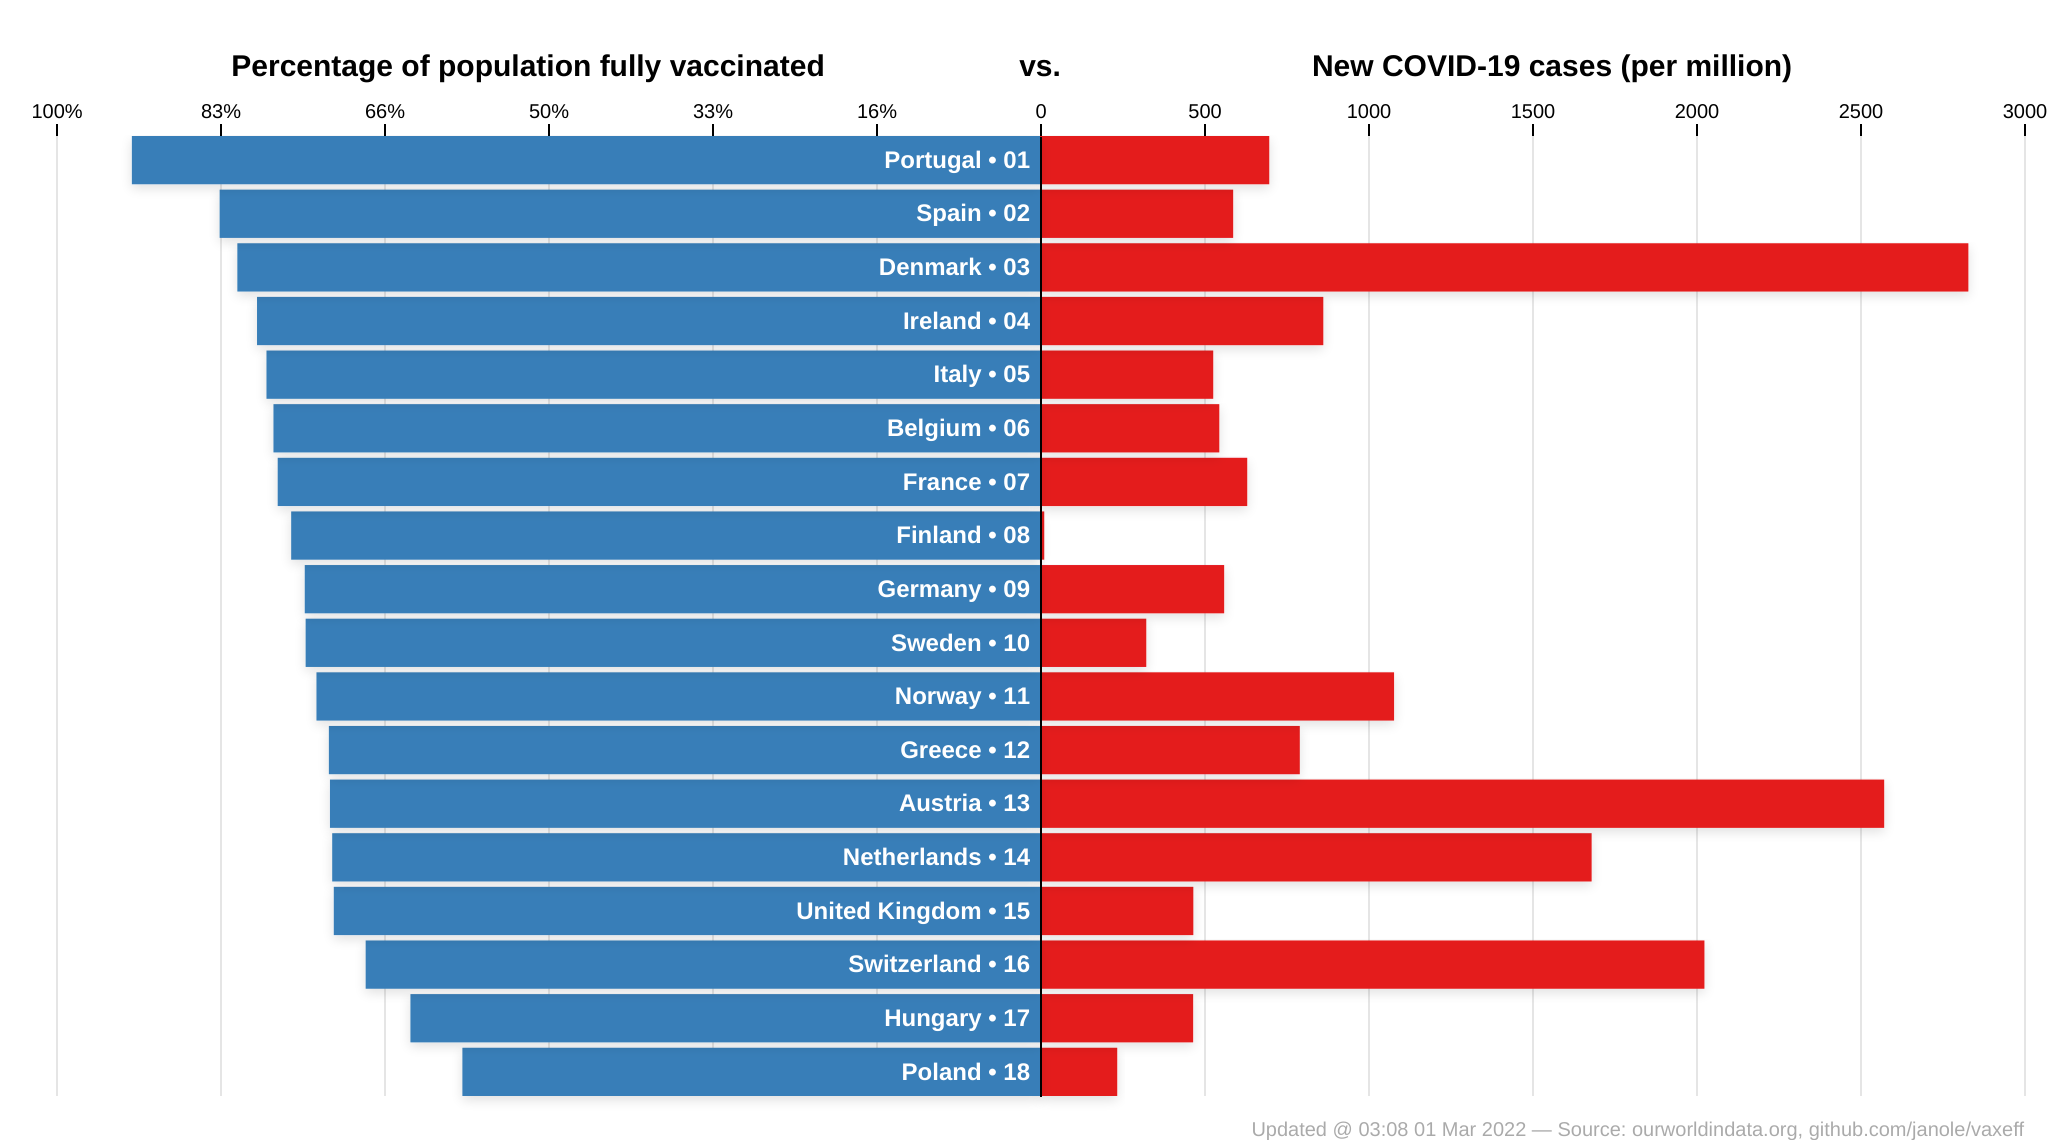 Percentage of population fully vaccinated vs. New COVID-19 cases (per million)
100% 83% 66% 50% 33% 16% 0 500 1000 1500 2000 2500 3000
Portugal • 01
Spain • 02
Denmark • 03
Ireland • 04
Italy • 05
Belgium • 06
France • 07
Finland • 08
Germany • 09
Sweden • 10
Norway • 11
Greece • 12
Austria • 13
Netherlands • 14
United Kingdom • 15
Switzerland • 16
Hungary • 17
Poland • 18
Updated @ 03:08 01 Mar 2022 — Source: ourworldindata.org, github.com/janole/vaxeff